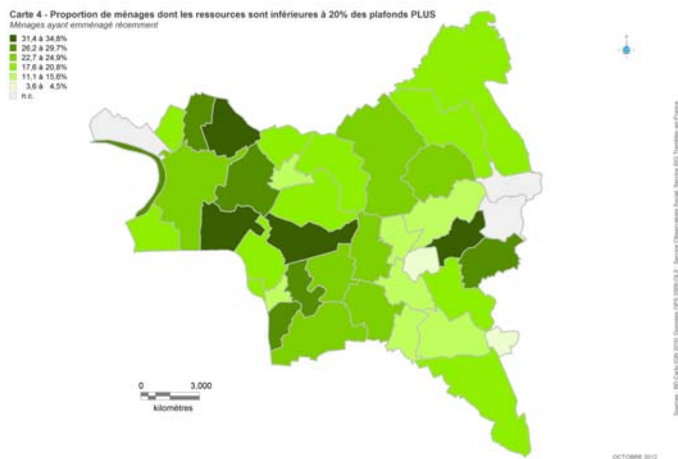 Carte 4 - Proportion de ménages dont les ressources sont inférieures à 20% des plafonds PLUS
Ménages ayant emménagé récemment
31,4 à 34,8%
26,2 à 29,7%
22,7 à 24,9%
17,6 à 20,8%
11,1 à 15,6%
3,6 à 4,5%
n.c.
0 3,000
kilomètres
OCTOBRE 2012